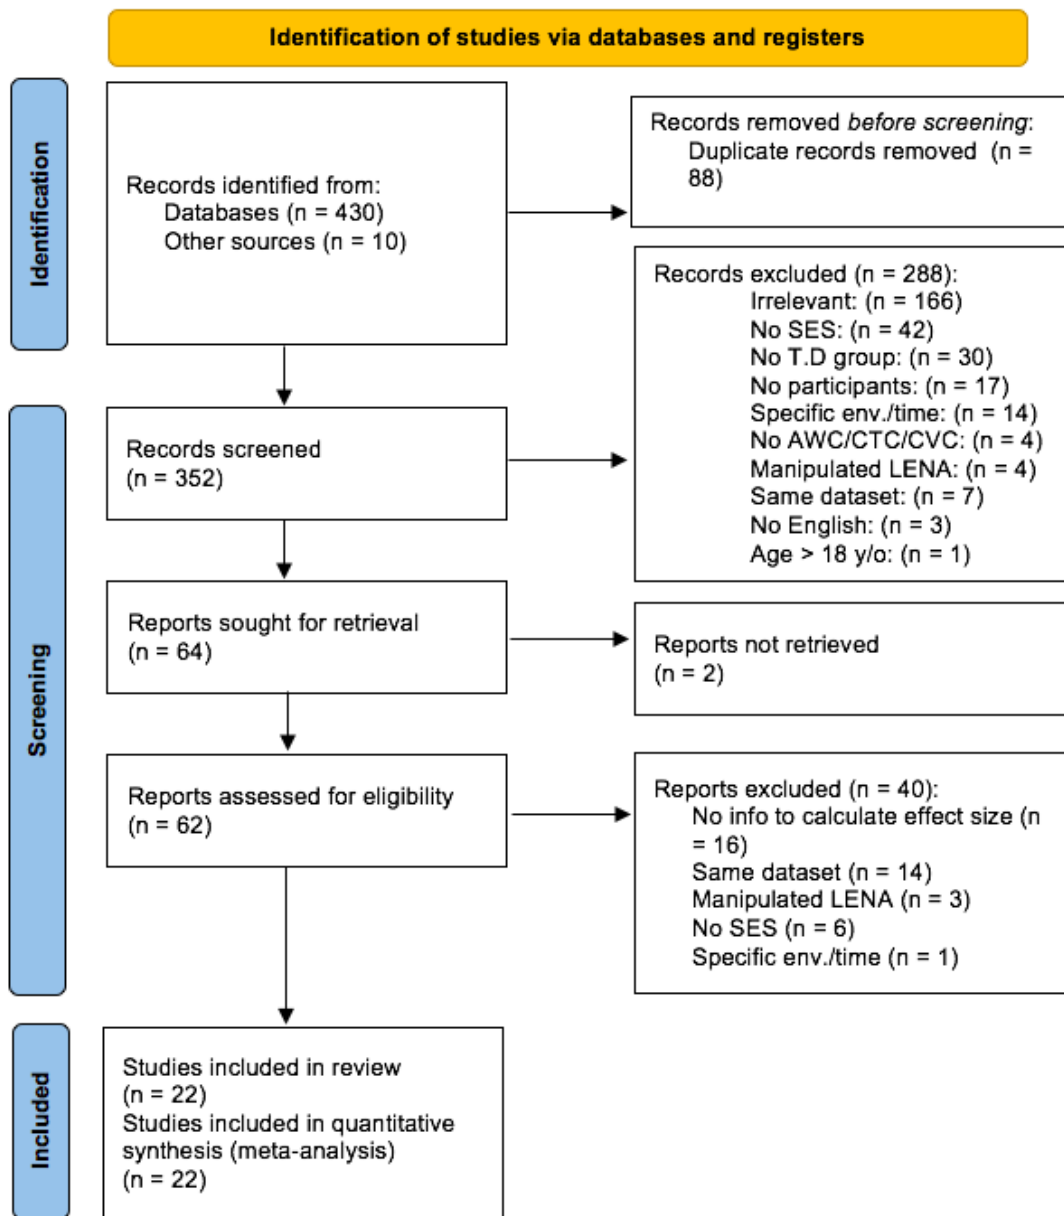 Identification of studies via databases and registers
Identification
Records identified from:
Databases (n = 430)
Other sources (n = 10)
Records removed before screening:
Duplicate records removed  (n =
88)
Records excluded (n = 288):
Irrelevant: (n = 166)
No SES: (n = 42)
No T.D group: (n = 30)
No participants: (n = 17)
Specific env./time: (n = 14)
No AWC/CTC/CVC: (n = 4)
Manipulated LENA: (n = 4)
Same dataset: (n = 7)
No English: (n = 3)
Age > 18 y/o: (n = 1)
Screening
Records screened
(n = 352)
Reports sought for retrieval
(n = 64)
Reports not retrieved
(n = 2)
Reports assessed for eligibility
(n = 62)
Reports excluded (n = 40):
No info to calculate effect size (n
= 16)
Same dataset (n = 14)
Manipulated LENA (n = 3)
No SES (n = 6)
Specific env./time (n = 1)
Included
Studies included in review
(n = 22)
Studies included in quantitative
synthesis (meta-analysis)
(n = 22)